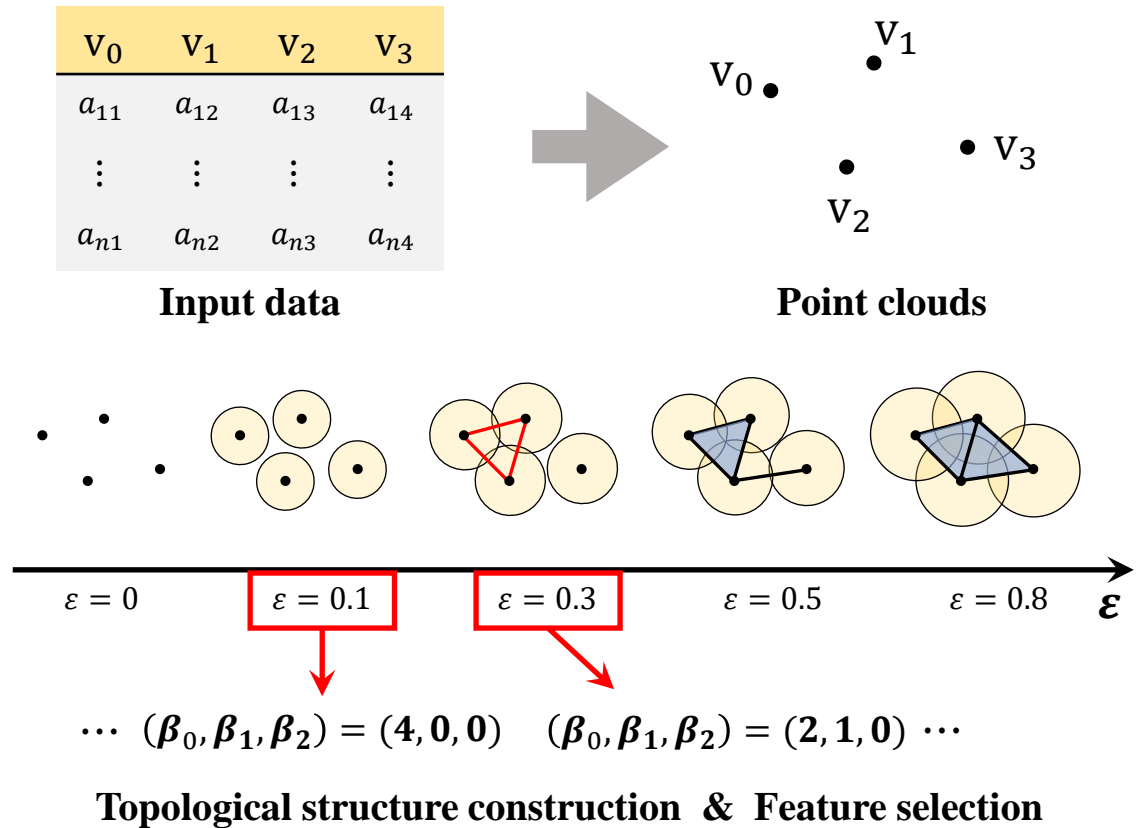 v₀ v₁ v₂ v₃
a₁₁ a₁₂ a₁₃ a₁₄
⋮ ⋮ ⋮ ⋮
aₙ₁ aₙ₂ aₙ₃ aₙ₄
Input data
v₀
v₁
v₂
v₃
Point clouds
ε = 0
ε = 0.1
ε = 0.3
ε = 0.5
ε = 0.8
ε
⋯ (β₀, β₁, β₂) = (4, 0, 0) (β₀, β₁, β₂) = (2, 1, 0) ⋯
Topological structure construction & Feature selection